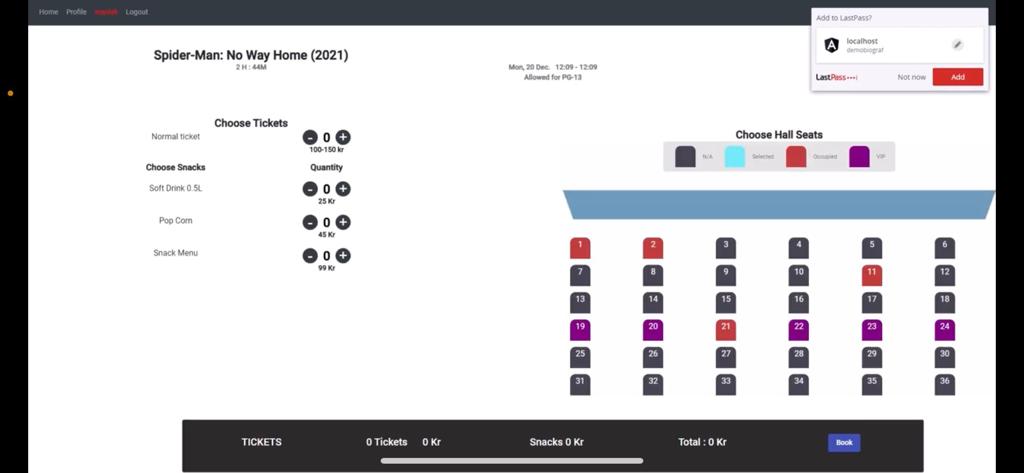 Home Profile Logout
Add to LastPass?
localhost
demobiograf
LastPass
Not now
Add
Spider-Man: No Way Home (2021)
2 H : 44M
Mon, 20 Dec. 12:09 - 12:09
Allowed for PG-13
Choose Tickets
Normal ticket - 0 +
100-150 kr
Choose Snacks Quantity
Soft Drink 0.5L - 0 +
25 Kr
Pop Corn - 0 +
45 Kr
Snack Menu - 0 +
99 Kr
Choose Hall Seats
N/A Selected Occupied VIP
1 2 3 4 5 6
7 8 9 10 11 12
13 14 15 16 17 18
19 20 21 22 23 24
25 26 27 28 29 30
31 32 33 34 35 36
TICKETS 0 Tickets 0 Kr Snacks 0 Kr Total : 0 Kr Book